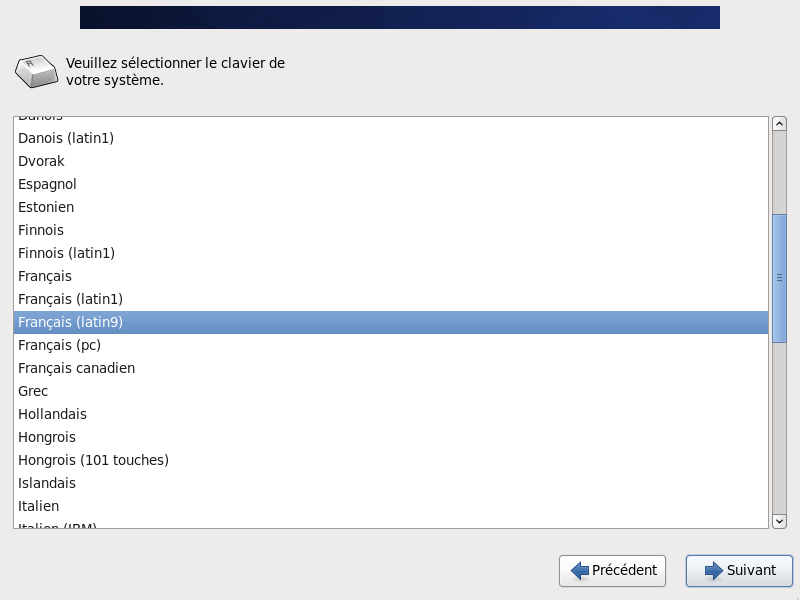 Veuillez sélectionner le clavier de
votre système.
Danois
Danois (latin1)
Dvorak
Espagnol
Estonien
Finnois
Finnois (latin1)
Français
Français (latin1)
Français (latin9)
Français (pc)
Français canadien
Grec
Hollandais
Hongrois
Hongrois (101 touches)
Islandais
Italien
Italien (IBM)
Précédent
Suivant